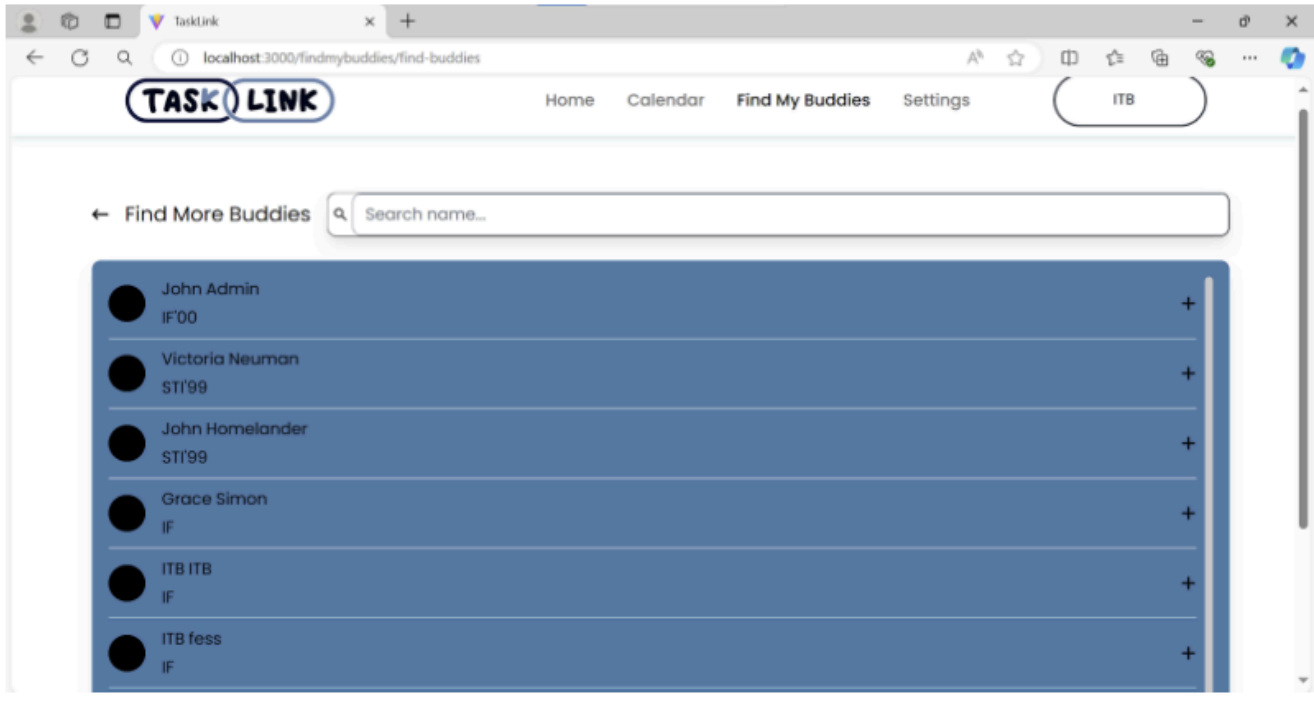 TaskLink
localhost:3000/findmybuddies/find-buddies
TASK LINK
Home Calendar Find My Buddies Settings ITB
← Find More Buddies Search name...
John Admin
IF'00
+
Victoria Neuman
STI'99
+
John Homelander
STI'99
+
Grace Simon
IF
+
ITB ITB
IF
+
ITB fess
IF
+